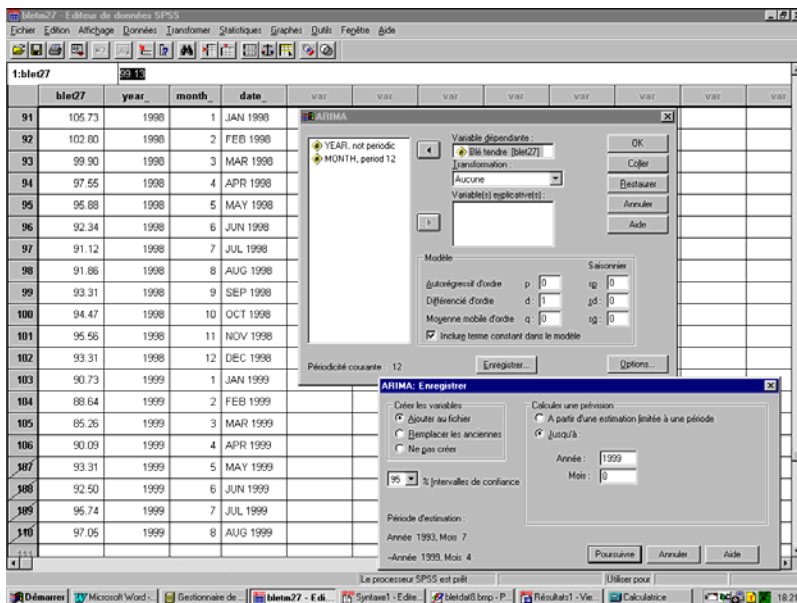 bletm27 - Editeur de données SPSS
Fichier Edition Affichage Données Transformer Statistiques Graphes Outils Fenêtre Aide
1:blet27 99.13
blet27 year_ month_ date_ var var var var var var var
91 105.73 1998 1 JAN 1998
92 102.80 1998 2 FEB 1998
93 99.90 1998 3 MAR 1998
94 97.55 1998 4 APR 1998
95 95.88 1998 5 MAY 1998
96 92.34 1998 6 JUN 1998
97 91.12 1998 7 JUL 1998
98 91.86 1998 8 AUG 1998
99 93.31 1998 9 SEP 1998
100 94.47 1998 10 OCT 1998
101 95.56 1998 11 NOV 1998
102 93.31 1998 12 DEC 1998
103 90.73 1999 1 JAN 1999
104 88.64 1999 2 FEB 1999
105 85.26 1999 3 MAR 1999
106 90.09 1999 4 APR 1999
107 93.31 1999 5 MAY 1999
108 92.50 1999 6 JUN 1999
109 95.74 1999 7 JUL 1999
110 97.05 1999 8 AUG 1999
111
ARIMA
YEAR, not periodic
MONTH, period 12
Variable dépendante :
Blé tendre [blet27]
Transformation :
Aucune
Variable(s) explicative(s) :
OK
Coller
Restaurer
Annuler
Aide
Modèle
Saisonnier
Autorégressif d'ordre p : 0 sp : 0
Différencié d'ordre d : 1 sd : 0
Moyenne mobile d'ordre q : 0 sq : 0
Inclure terme constant dans le modèle
Périodicité courante : 12
Enregistrer...
Options...
ARIMA: Enregistrer
Créer les variables
Ajouter au fichier
Remplacer les anciennes
Ne pas créer
95 % Intervalles de confiance
Période d'estimation :
Année 1993, Mois 7
--Année 1999, Mois 4
Calculer une prévision
A partir d'une estimation limitée à une période
Jusqu'à :
Année : 1999
Mois : 8
Poursuivre Annuler Aide
Le processeur SPSS est prêt Utiliser pour
Démarrer Microsoft Word -... Gestionnaire de ... bletm27 - Edi... Syntaxe1 - Edite... bletdat8.bmp - P... Résultats1 - Vie... Calculatrice 18:21